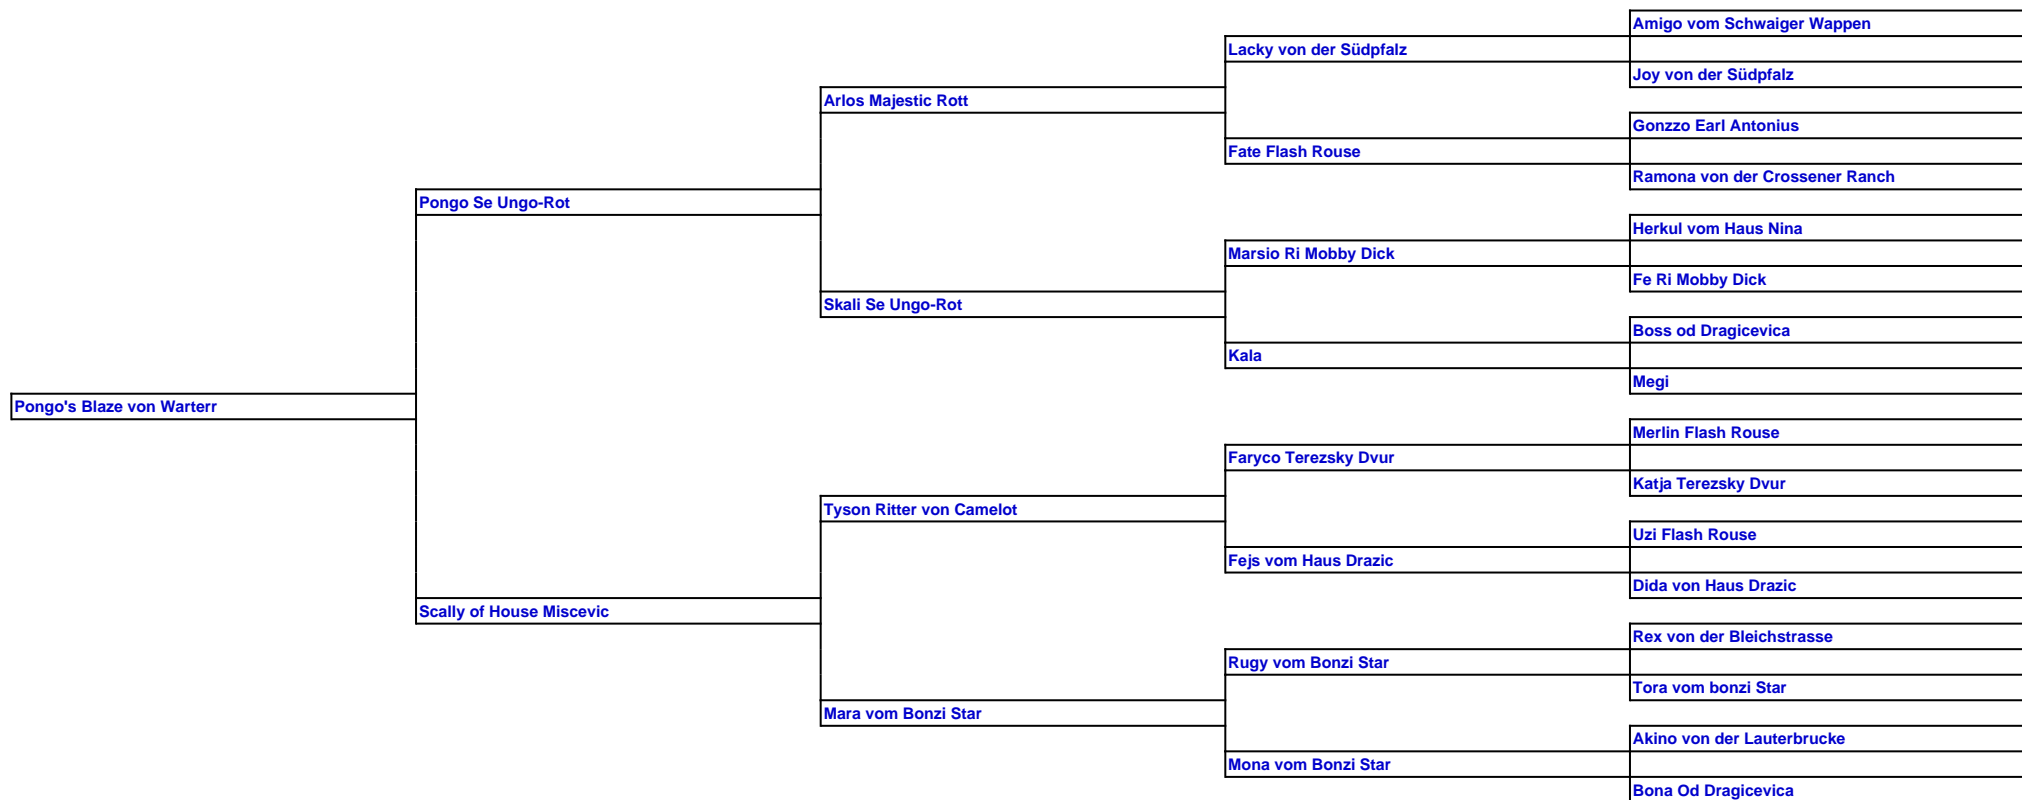 Amigo vom Schwaiger Wappen
Lacky von der Südpfalz
Joy von der Südpfalz
Arlos Majestic Rott
Gonzzo Earl Antonius
Fate Flash Rouse
Ramona von der Crossener Ranch
Pongo Se Ungo-Rot
Herkul vom Haus Nina
Marsio Ri Mobby Dick
Fe Ri Mobby Dick
Skali Se Ungo-Rot
Boss od Dragicevica
Kala
Megi
Pongo's Blaze von Warterr
Merlin Flash Rouse
Faryco Terezsky Dvur
Katja Terezsky Dvur
Tyson Ritter von Camelot
Uzi Flash Rouse
Fejs vom Haus Drazic
Dida von Haus Drazic
Scally of House Miscevic
Rex von der Bleichstrasse
Rugy vom Bonzi Star
Tora vom bonzi Star
Mara vom Bonzi Star
Akino von der Lauterbrucke
Mona vom Bonzi Star
Bona Od Dragicevica